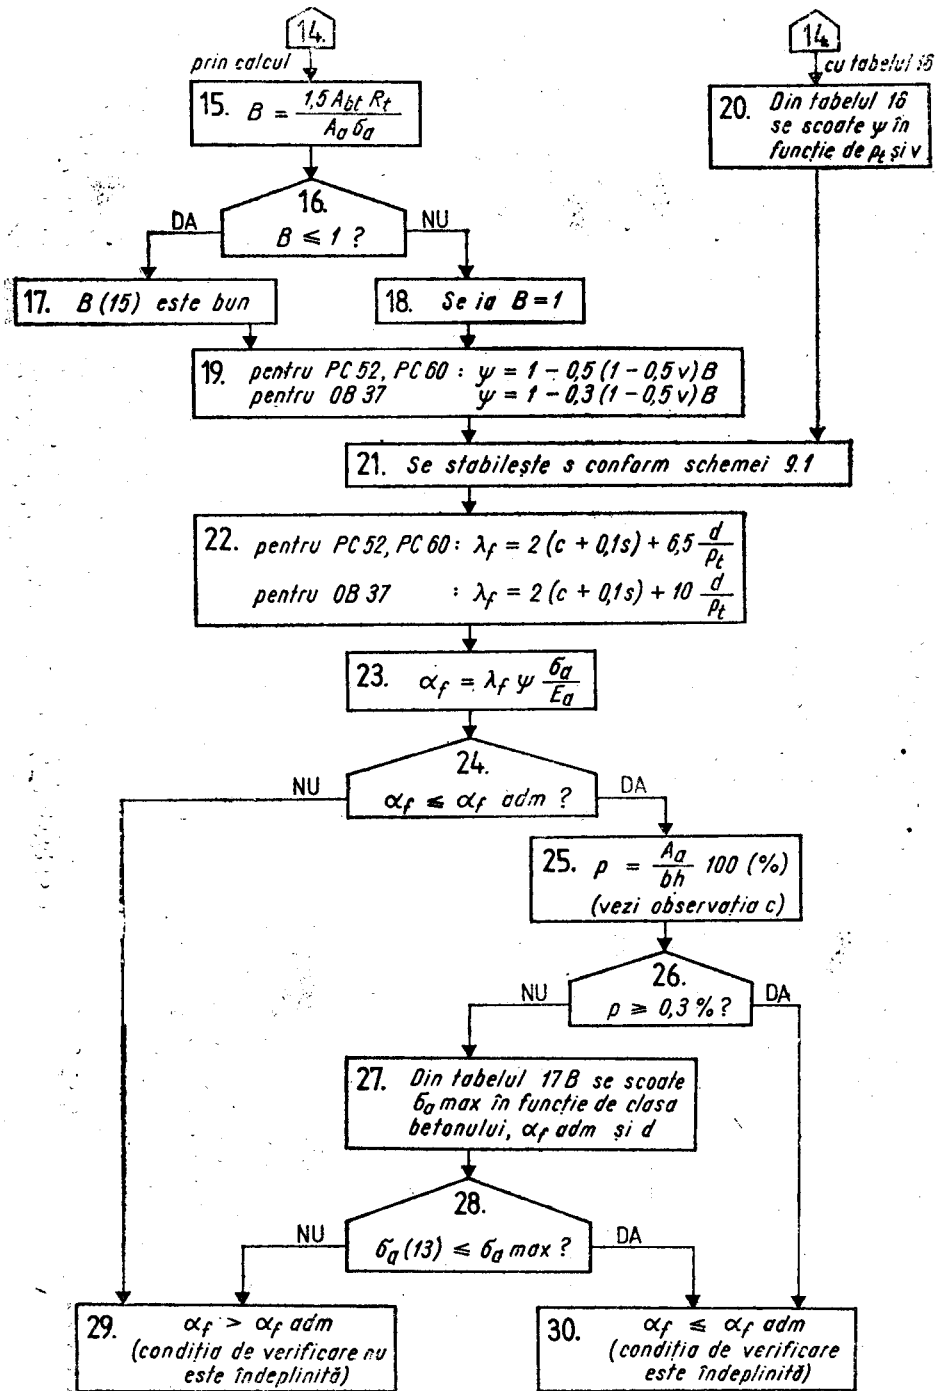 14.
prin calcul
15. B = 1,5 Abt Rt / Aa σa
16.
B ≤ 1 ?
DA
NU
17. B (15) este bun
18. Se ia B = 1
14.
cu tabelul 16
20. Din tabelul 16
se scoate ψ în
funcție de pt și ν
19. pentru PC 52, PC 60 : ψ = 1 – 0,5 (1 – 0,5 ν) B
pentru OB 37 ψ = 1 – 0,3 (1 – 0,5 ν) B
21. Se stabilește s conform schemei 9.1
22. pentru PC 52, PC 60 : λf = 2 (c + 0,1s) + 6,5 d/pt
pentru OB 37 : λf = 2 (c + 0,1s) + 10 d/pt
23. αf = λf ψ σa/Ea
24.
αf ≤ αf adm ?
NU
DA
25. p = Aa/bh 100 (%)
(vezi observația c)
26.
p ≥ 0,3 % ?
NU
DA
27. Din tabelul 17B se scoate
σa max în funcție de clasa
betonului, αf adm și d
28.
σa (13) ≤ σa max ?
NU
DA
29. αf > αf adm
(condiția de verificare nu
este îndeplinită)
30. αf ≤ αf adm
(condiția de verificare
este îndeplinită)